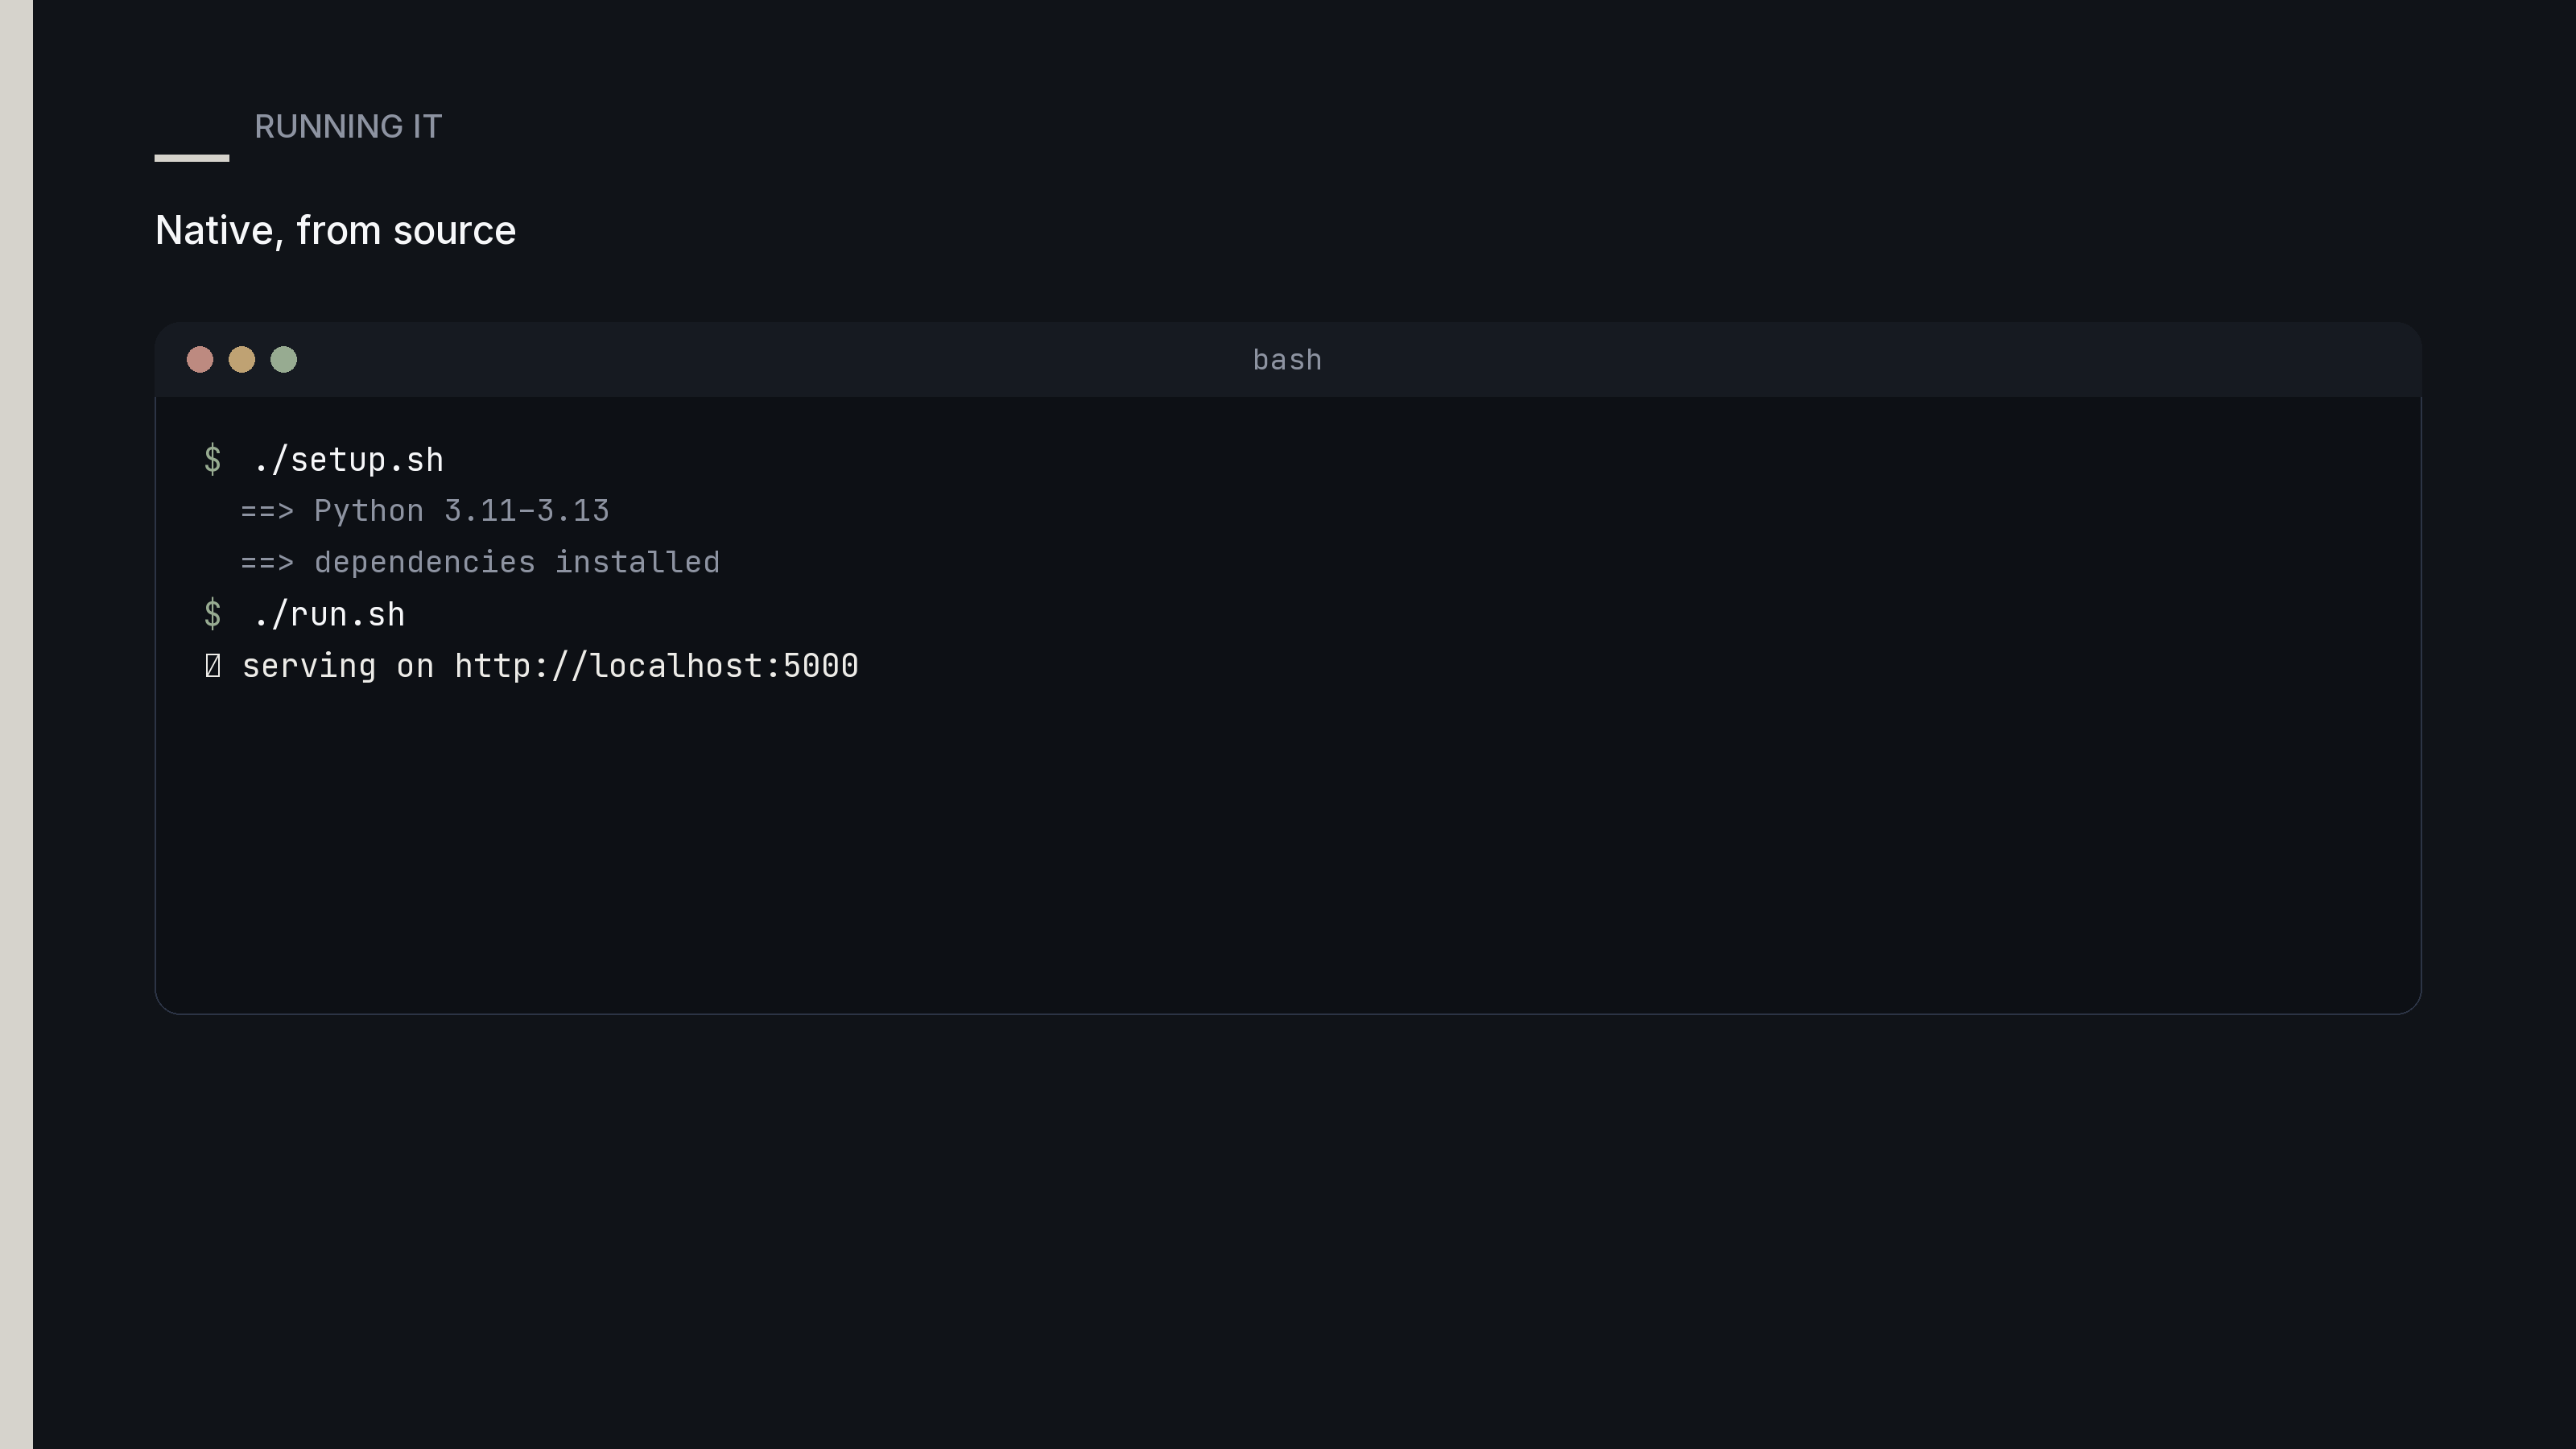 RUNNING IT
Native, from source
bash
$ ./setup.sh
==> Python 3.11–3.13
==> dependencies installed
$ ./run.sh
serving on http://localhost:5000